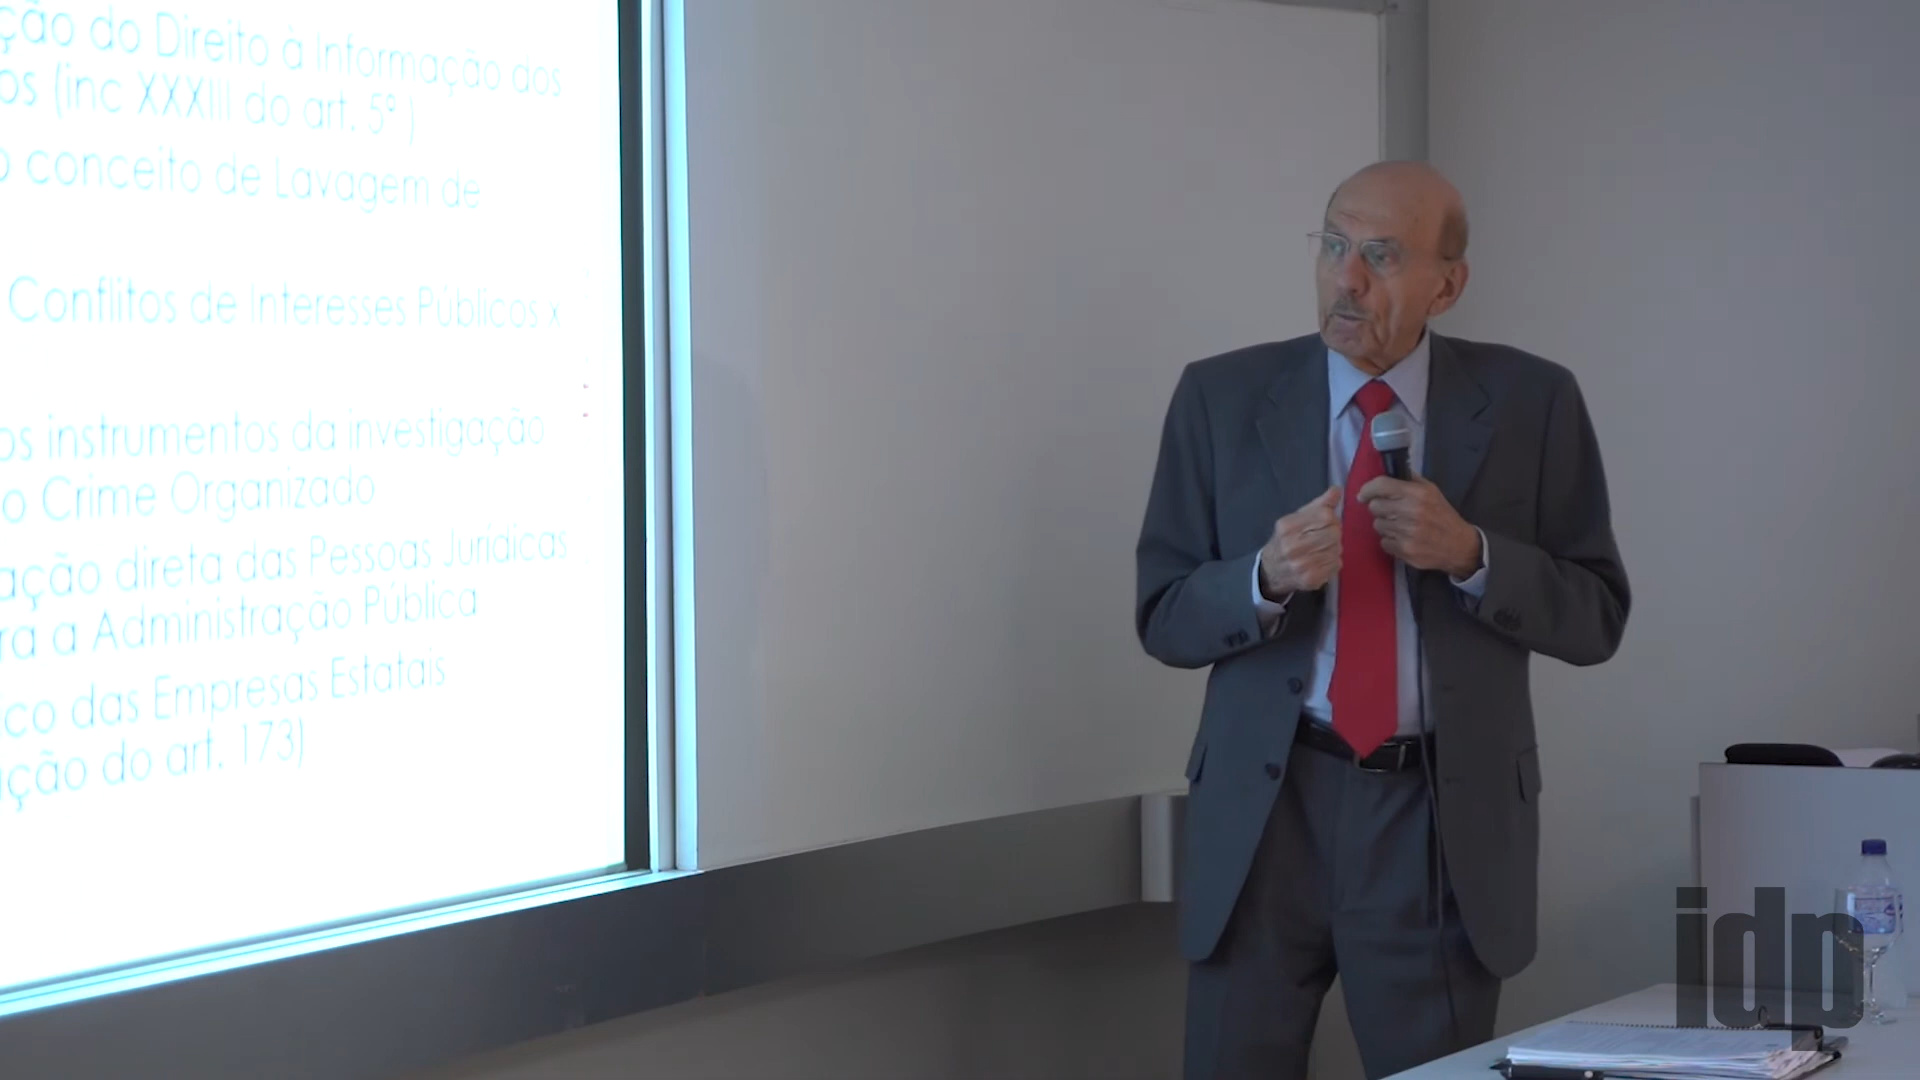 ção do Direito à Informação dos
os (inc XXXIII do art. 5º )
o conceito de Lavagem de
Conflitos de Interesses Públicos x
os instrumentos da investigação
o Crime Organizado
ação direta das Pessoas Jurídicas
ra a Administração Pública
ico das Empresas Estatais
ção do art. 173)
idp